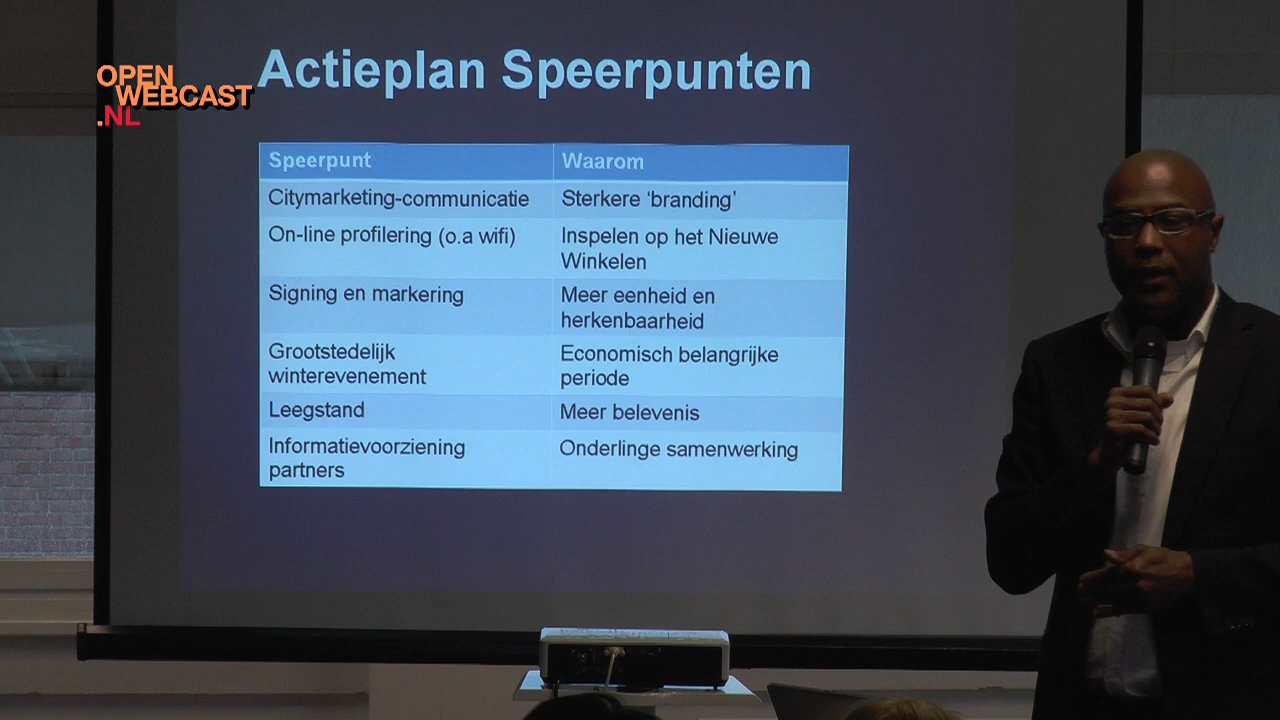 OPEN
WEBCAST
.NL
Actieplan Speerpunten
Speerpunt Waarom
Citymarketing-communicatie Sterkere ‘branding’
On-line profilering (o.a wifi) Inspelen op het Nieuwe
Winkelen
Signing en markering Meer eenheid en
herkenbaarheid
Grootstedelijk Economisch belangrijke
winterevenement periode
Leegstand Meer belevenis
Informatievoorziening Onderlinge samenwerking
partners